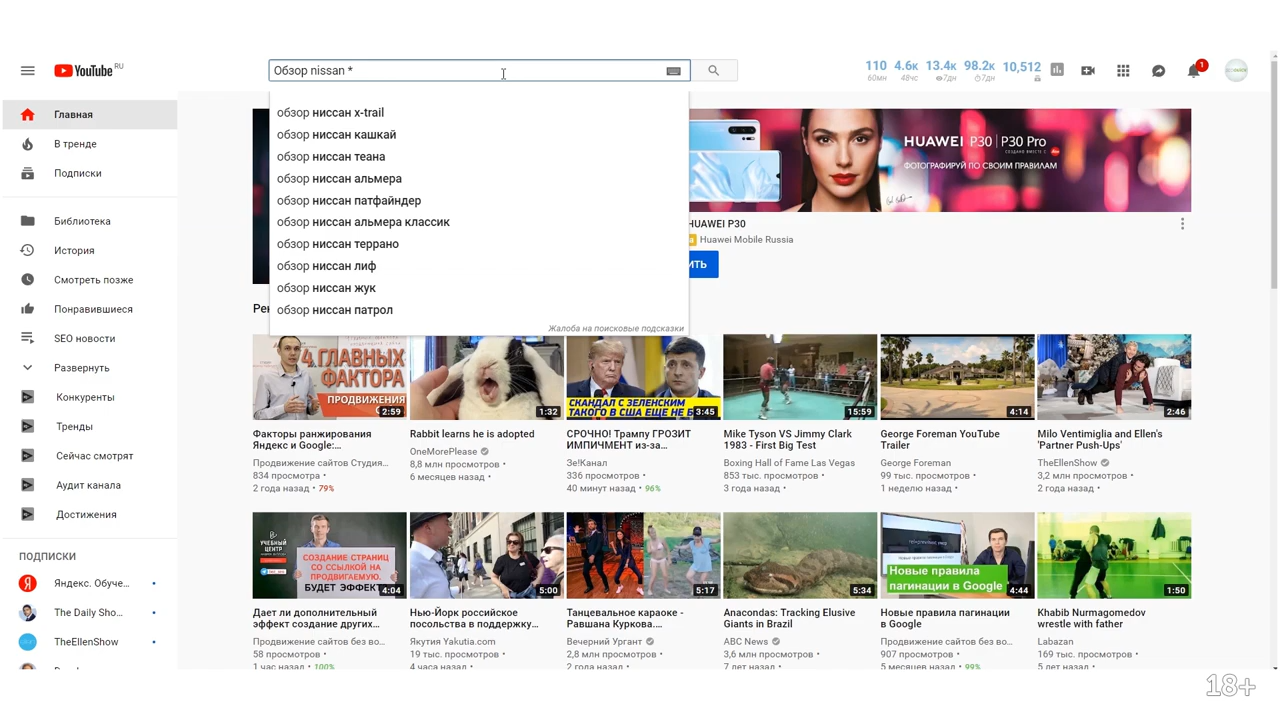 YouTube RU
Обзор nissan *
110 4.6к 13.4к 98.2к 10,512
60мн 48чс 7дн 7дн
1
Главная
В тренде
Подписки
Библиотека
История
Смотреть позже
Понравившиеся
SEO новости
Развернуть
Конкуренты
Тренды
Сейчас смотрят
Аудит канала
Достижения
ПОДПИСКИ
Яндекс. Обуче...
The Daily Sho...
TheEllenShow
обзор ниссан x-trail
обзор ниссан кашкай
обзор ниссан теана
обзор ниссан альмера
обзор ниссан патфайндер
обзор ниссан альмера классик
обзор ниссан террано
обзор ниссан лиф
обзор ниссан жук
обзор ниссан патрол
Жалоба на поисковые подсказки
HUAWEI P30 | P30 Pro
СОЗДАНО ВМЕСТЕ С
ФОТОГРАФИРУЙ ПО СВОИМ ПРАВИЛАМ
HUAWEI P30
Huawei Mobile Russia
ИТЬ
Рек
4 ГЛАВНЫХ
ФАКТОРА
ПРОДВИЖЕНИЯ
2:59
Факторы ранжирования
Яндекс и Google:...
Продвижение сайтов Студия...
834 просмотра •
2 года назад • 79%
1:32
Rabbit learns he is adopted
OneMorePlease
8,8 млн просмотров •
6 месяцев назад •
СКАНДАЛ С ЗЕЛЕНСКИМ
ТАКОГО В США ЕЩЕ НЕ Б
3:45
СРОЧНО! Трампу ГРОЗИТ
ИМПИЧМЕНТ из-за...
Зе!Канал
336 просмотров •
40 минут назад • 96%
15:59
Mike Tyson VS Jimmy Clark
1983 - First Big Test
Boxing Hall of Fame Las Vegas
853 тыс. просмотров •
3 года назад •
4:14
George Foreman YouTube
Trailer
George Foreman
99 тыс. просмотров •
1 неделю назад •
2:46
Milo Ventimiglia and Ellen's
'Partner Push-Ups'
TheEllenShow
3,2 млн просмотров •
2 года назад •
УЧЕБНЫЙ
ЦЕНТР
СОЗДАНИЕ СТРАНИЦ
СО ССЫЛКОЙ НА
ПРОДВИГАЕМУЮ.
БУДЕТ ЭФФЕКТ
4:04
Дает ли дополнительный
эффект создание других...
Продвижение сайтов без во...
58 просмотров •
1 час назад • 100%
5:00
Нью-Йорк российское
посольства в поддержку...
Якутия Yakutia.com
19 тыс. просмотров •
4 часа назад •
5:17
Танцевальное караоке -
Равшана Куркова...
Вечерний Ургант
2,8 млн просмотров •
2 года назад •
5:34
Anacondas: Tracking Elusive
Giants in Brazil
ABC News
3,6 млн просмотров •
7 лет назад •
Новые правила
пагинации в Google
4:44
Новые правила пагинации
в Google
Продвижение сайтов без во...
907 просмотров •
5 месяцев назад • 99%
1:50
Khabib Nurmagomedov
wrestle with father
Labazan
169 тыс. просмотров •
5 лет назад •
18+